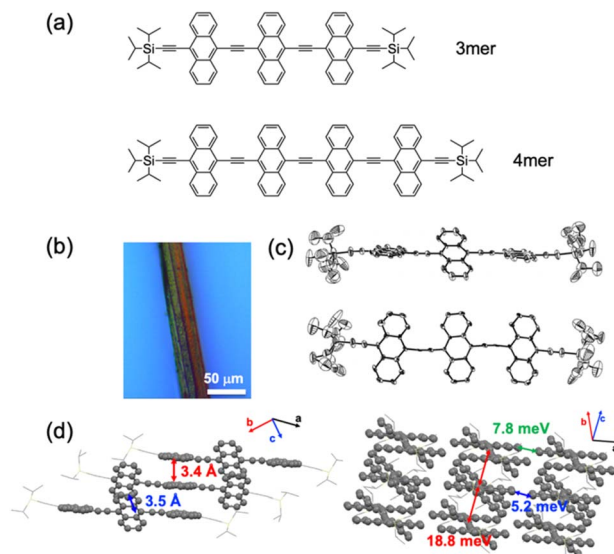 (a)
Si
Si
3mer
Si
Si
4mer
(b)
50 μm
(c)
(d)
b
a
c
3.4 Å
3.5 Å
b
c
7.8 meV
5.2 meV
18.8 meV